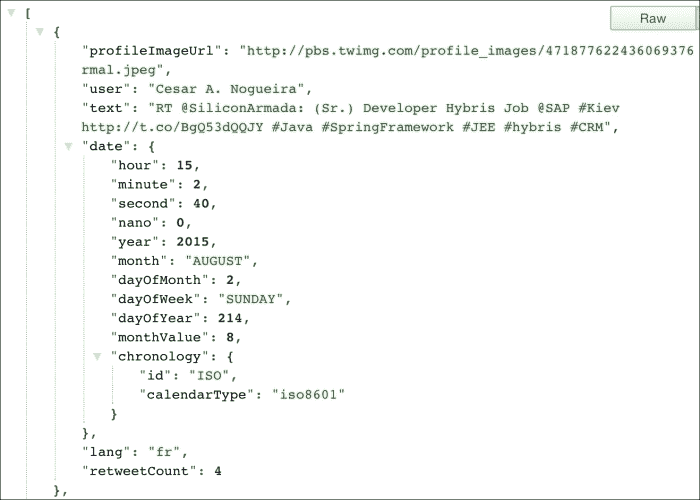 [
Raw
{
"profileImageUrl": "http://pbs.twimg.com/profile_images/471877622436069376
rmal.jpeg",
"user": "Cesar A. Nogueira",
"text": "RT @SiliconArmada: (Sr.) Developer Hybris Job @SAP #Kiev
http://t.co/BgQ53dQQJY #Java #SpringFramework #JEE #hybris #CRM",
"date": {
"hour": 15,
"minute": 2,
"second": 40,
"nano": 0,
"year": 2015,
"month": "AUGUST",
"dayOfMonth": 2,
"dayOfWeek": "SUNDAY",
"dayOfYear": 214,
"monthValue": 8,
"chronology": {
"id": "ISO",
"calendarType": "iso8601"
}
},
"lang": "fr",
"retweetCount": 4
},